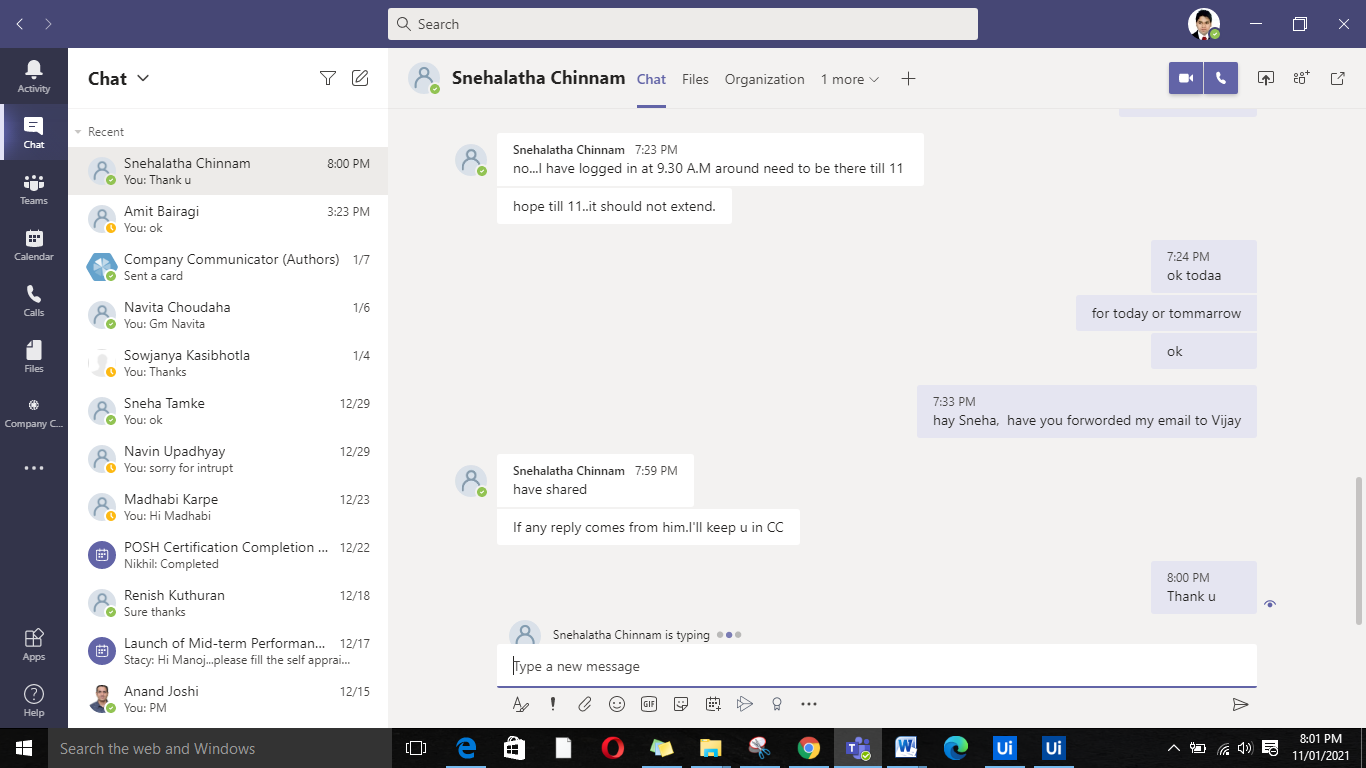 Search
Activity
Chat
Teams
Calendar
Calls
Files
Company C...
Apps
Help
Chat
Recent
Snehalatha Chinnam 8:00 PM
You: Thank u
Amit Bairagi 3:23 PM
You: ok
Company Communicator (Authors) 1/7
Sent a card
Navita Choudaha 1/6
You: Gm Navita
Sowjanya Kasibhotla 1/4
You: Thanks
Sneha Tamke 12/29
You: ok
Navin Upadhyay 12/29
You: sorry for intrupt
Madhabi Karpe 12/23
You: Hi Madhabi
POSH Certification Completion ... 12/22
Nikhil: Completed
Renish Kuthuran 12/18
Sure thanks
Launch of Mid-term Performan... 12/17
Stacy: Hi Manoj...please fill the self apprai...
Anand Joshi 12/15
You: PM
Snehalatha Chinnam Chat Files Organization 1 more
Snehalatha Chinnam 7:23 PM
no...I have logged in at 9.30 A.M around need to be there till 11
hope till 11..it should not extend.
7:24 PM
ok todaa
for today or tommarrow
ok
7:33 PM
hay Sneha, have you forworded my email to Vijay
Snehalatha Chinnam 7:59 PM
have shared
If any reply comes from him.I'll keep u in CC
8:00 PM
Thank u
Snehalatha Chinnam is typing
Type a new message
GIF
Search the web and Windows
Ui
Ui
8:01 PM
11/01/2021